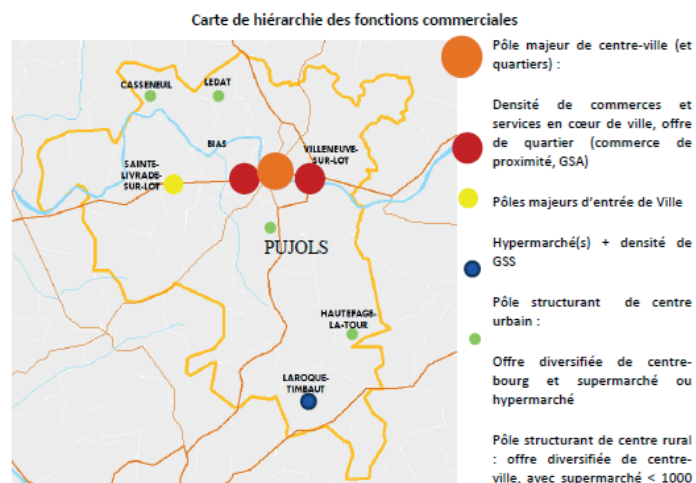 Carte de hiérarchie des fonctions commerciales
CASSENEUIL
LEDAT
BIAS
VILLENEUVE-
SUR-LOT
SAINTE-
LIVRADE-
SUR-LOT
PUJOLS
HAUTEFAGE-
LA-TOUR
LAROQUE-
TIMBAUT
Pôle majeur de centre-ville (et
quartiers) :
Densité de commerces et
services en cœur de ville, offre
de quartier (commerce de
proximité, GSA)
Pôles majeurs d'entrée de Ville
Hypermarché(s) + densité de
GSS
Pôle structurant de centre
urbain :
Offre diversifiée de centre-
bourg et supermarché ou
hypermarché
Pôle structurant de centre rural
: offre diversifiée de centre-
ville, avec supermarché < 1000